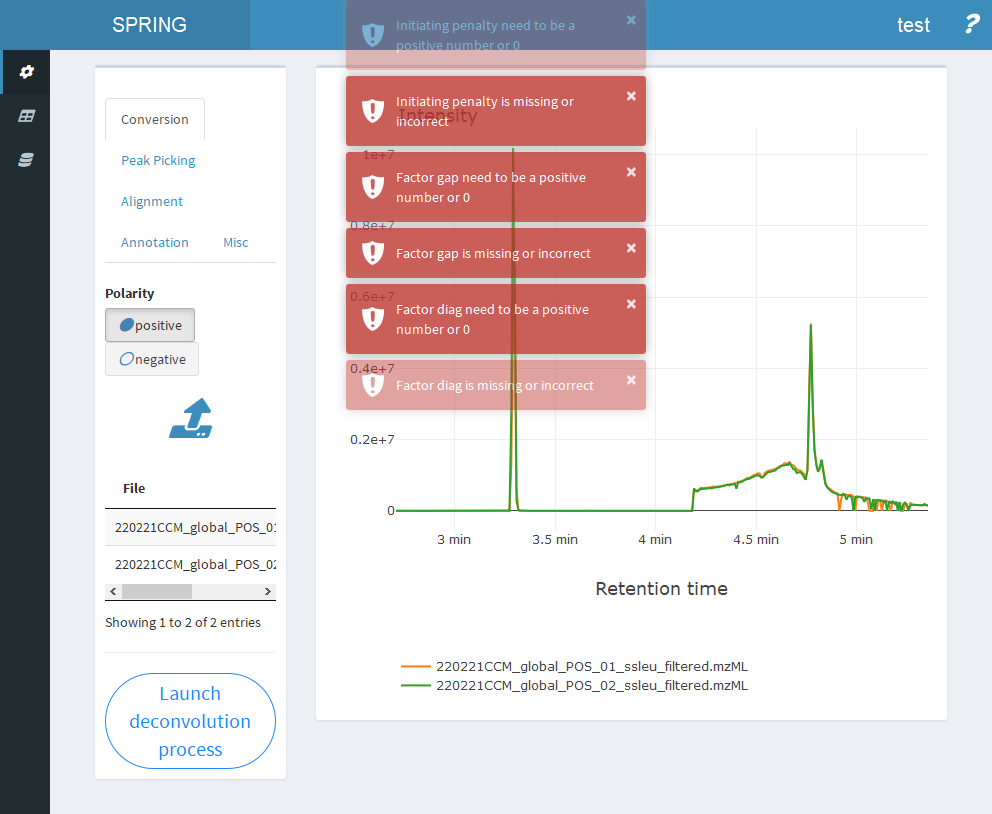 SPRING
test
?
Conversion
Peak Picking
Alignment
Annotation
Misc
Polarity
positive
negative
File
220221CCM_global_POS_01
220221CCM_global_POS_02
Showing 1 to 2 of 2 entries
Launch
deconvolution
process
Initiating penalty need to be a
positive number or 0
×
Initiating penalty is missing or
incorrect
×
Factor gap need to be a positive
number or 0
×
Factor gap is missing or incorrect
×
Factor diag need to be a positive
number or 0
×
Factor diag is missing or incorrect
×
Intensity
1e+7
0.8e+7
0.6e+7
0.4e+7
0.2e+7
0
3 min
3.5 min
4 min
4.5 min
5 min
Retention time
220221CCM_global_POS_01_ssleu_filtered.mzML
220221CCM_global_POS_02_ssleu_filtered.mzML